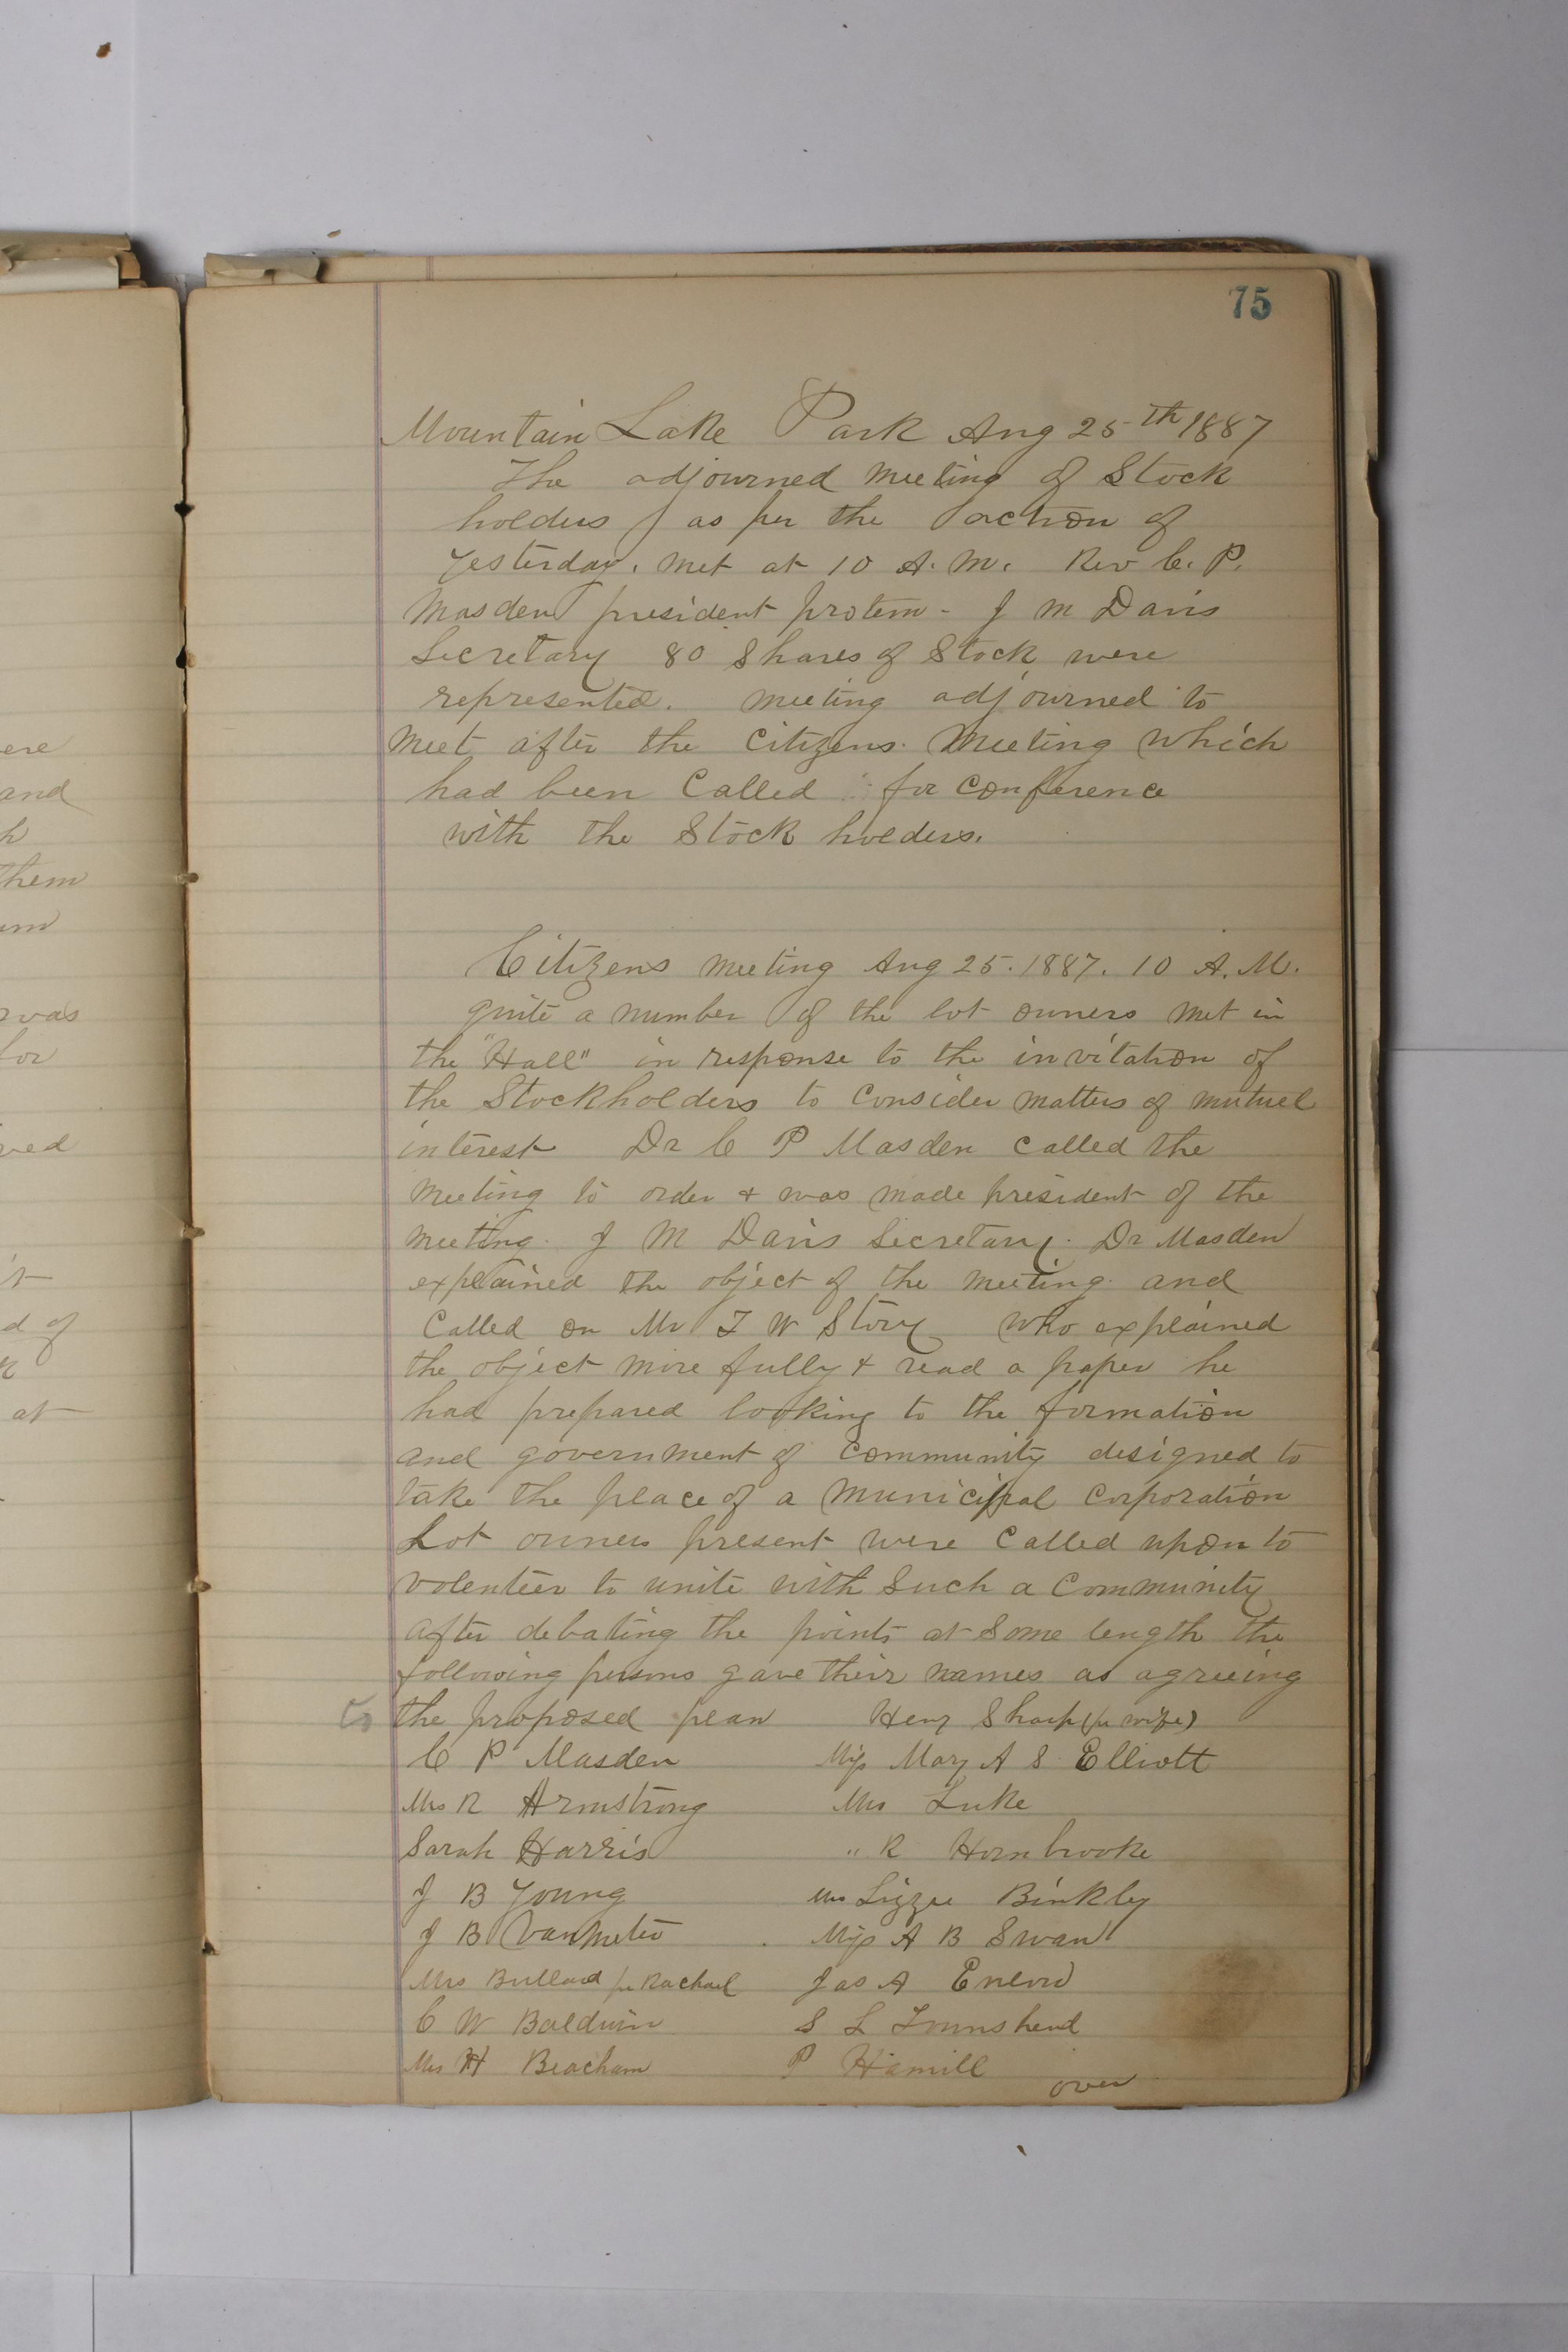 75
Mountain Lake Park Aug 25th 1887
The adjourned meeting of Stock
holders as per the action of
yesterday. met at 10 A. M. Rev C. P.
Masden president protem - J M Davis
Secretary 80 Shares of Stock were
represented. meeting adjourned to
meet after the Citizens. Meeting which
had been Called for Conference
with the Stock holders.
Citizens meeting Aug 25. 1887. 10 A. M.
quite a number of the lot owners met in
the "Hall" in response to the invitation of
the Stockholders to Consider matters of mutuel
interest Dr C P Masden called the
meeting to order + was made president of the
meeting. J M Davis Secretary. Dr Masden
explained the object of the meeting. and
Called on Mr T W Story who explained
the object more fully + read a paper he
had prepared looking to the formation
and government of Community designed to
take the place of a Municipal Corporation
Lot owners present were Called upon to
volenteer to unite with Such a Community
after debating the points at Some length the
following persons gave their names as agreeing
to the proposed plan Heny Sharp (per wife)
C P Masden Miss Mary A S Elliott
Mrs R Armstrong Mrs Luke
Sarah Harris " R Hornbrooke
J B Young Mrs Lizzie Binkley
J B Vanmeter Miss A B Swan
Mrs Bullard per Rachael Jas A
C W Baldwin S L Townshend
Mrs H Beacham P Hamill
over
ere
and
h
them
um
was
for
ved
it
d of
at